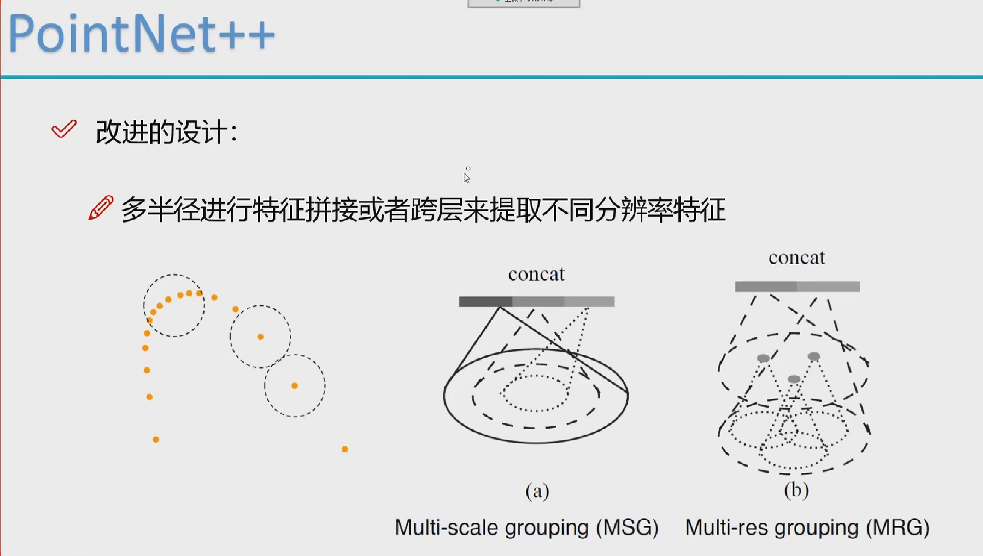 PointNet++
改进的设计：
多半径进行特征拼接或者跨层来提取不同分辨率特征
concat
concat
(a)
(b)
Multi-scale grouping (MSG)
Multi-res grouping (MRG)